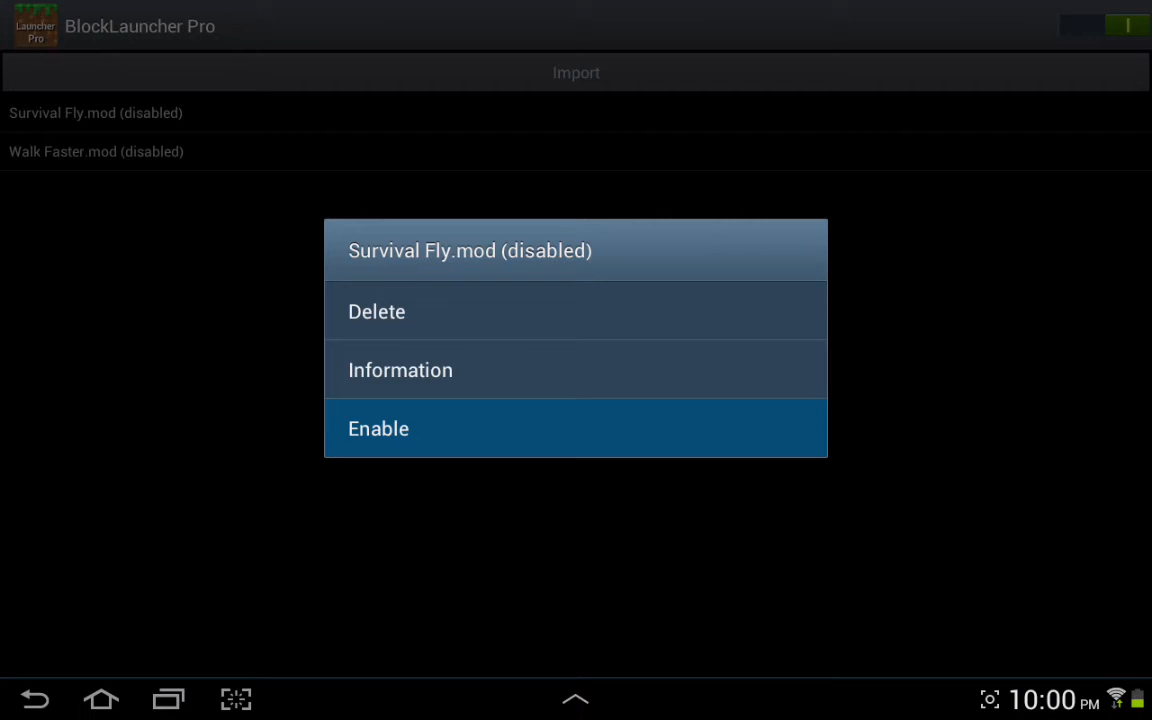 Launcher
Pro
BlockLauncher Pro
Import
Survival Fly.mod (disabled)
Walk Faster.mod (disabled)
Survival Fly.mod (disabled)
Delete
Information
Enable
10:00 PM